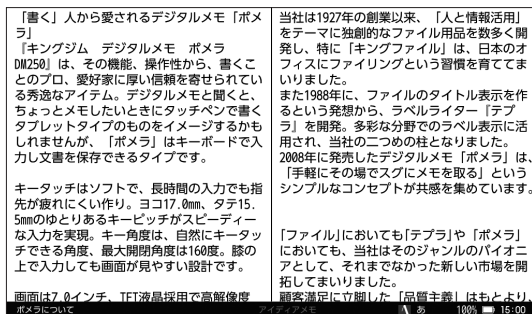 「書く」人から愛されるデジタルメモ「ポメ
ラ」
『キングジム　デジタルメモ　ポメラ
DM250』は、その機能、操作性から、書くこ
とのプロ、愛好家に厚い信頼を寄せられてい
る秀逸なアイテム。デジタルメモと聞くと、
ちょっとメモしたいときにタッチペンで書く
タブレットタイプのものをイメージするかも
しれませんが、「ポメラ」はキーボードで入
力し文書を保存できるタイプです。
キータッチはソフトで、長時間の入力でも指
先が疲れにくい作り。ヨコ17.0mm、タテ15.
5mmのゆとりあるキーピッチがスピーディー
な入力を実現。キー角度は、自然にキータッ
チできる角度、最大開閉角度は160度。膝の
上で入力しても画面が見やすい設計です。
画面は7.0インチ、TFT液晶採用で高解像度
当社は1927年の創業以来、「人と情報活用」
をテーマに独創的なファイル用品を数多く開
発し、特に「キングファイル」は、日本のオ
フィスにファイリングという習慣を育ててま
いりました。
また1988年に、ファイルのタイトル表示を作
るという発想から、ラベルライター『テプ
ラ』を開発。多彩な分野でのラベル表示に活
用され、当社の二つめの柱となりました。
2008年に発売したデジタルメモ「ポメラ」は、
「手軽にその場でスグにメモを取る」という
シンプルなコンセプトが共感を集めています。
「ファイル」においても「テプラ」や「ポメラ」
においても、当社はそのジャンルのパイオニ
アとして、それまでなかった新しい市場を開
拓してまいりました。
顧客満足に立脚した「品質主義」はもとより、
ポメラについて
アイディアメモ
あ
100%
15:00